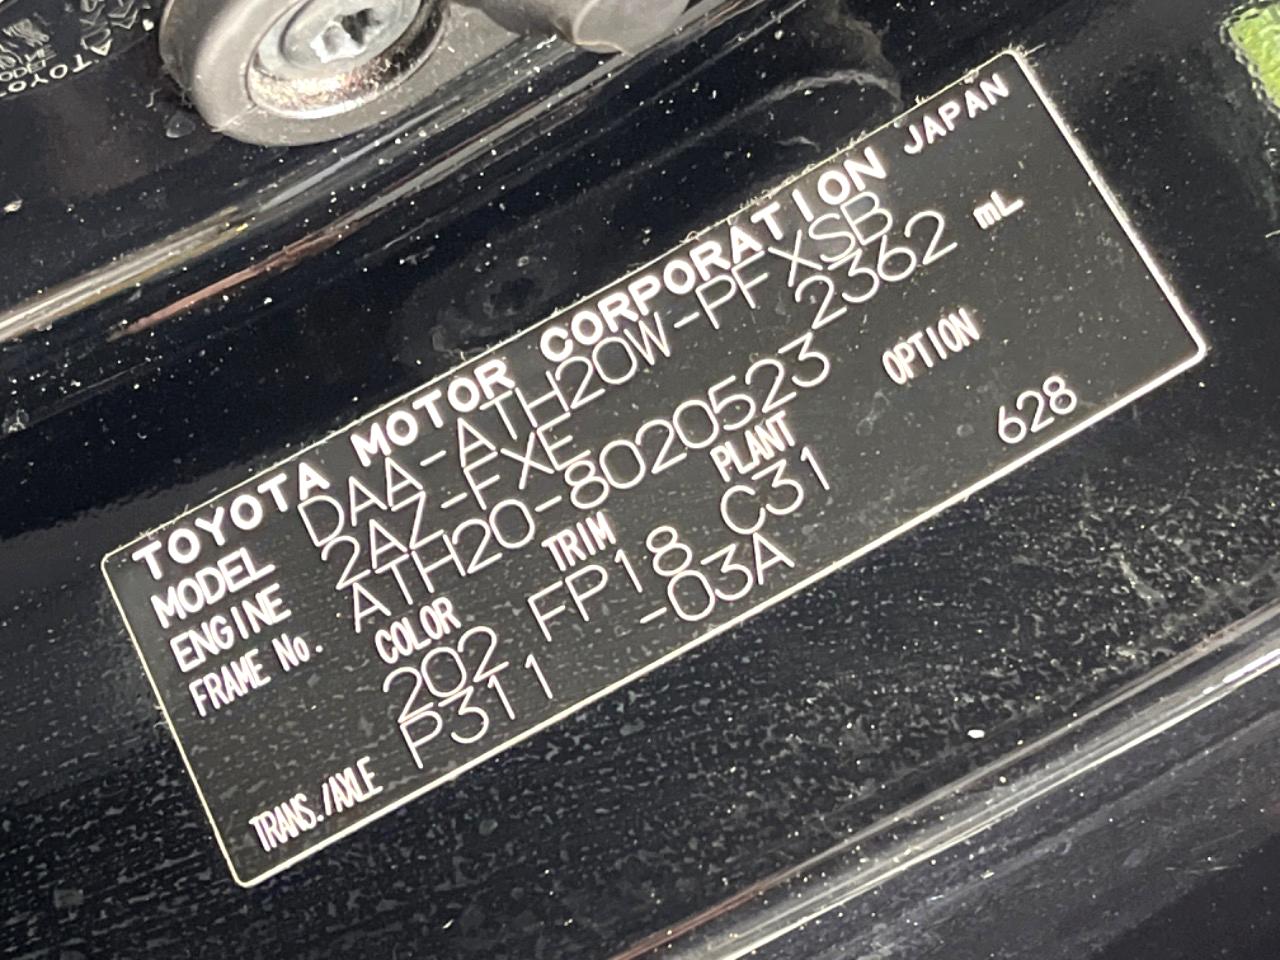 TOYOTA MOTOR CORPORATION JAPAN
MODEL DAA-ATH20W-PFXSB
ENGINE 2AZ-FXE 2362 mL
FRAME No. ATH20-8020523
COLOR TRIM PLANT OPTION
202 FP18 C31 628
TRANS./AXLE P311 -03A